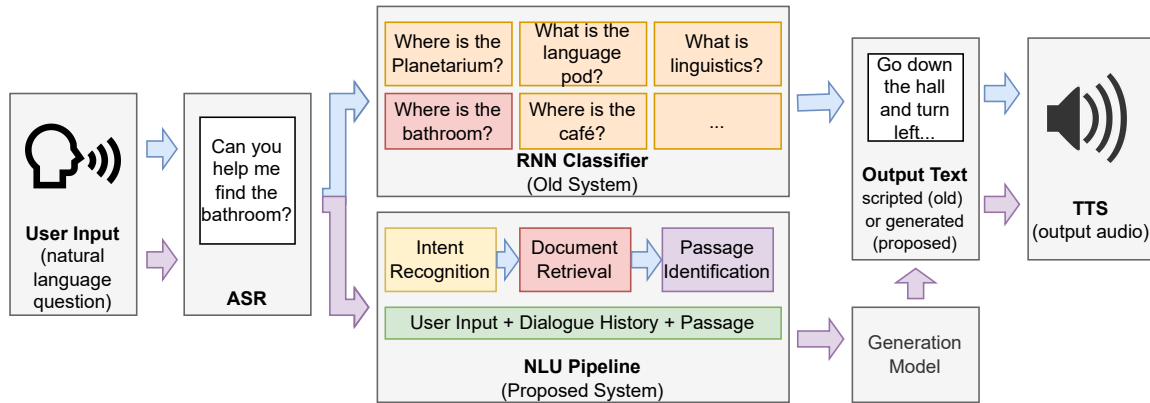 User Input
(natural
language
question)
Can you
help me
find the
bathroom?
ASR
Where is the
Planetarium?
What is the
language
pod?
What is
linguistics?
Where is the
bathroom?
Where is the
café?
...
RNN Classifier
(Old System)
Intent
Recognition
Document
Retrieval
Passage
Identification
User Input + Dialogue History + Passage
NLU Pipeline
(Proposed System)
Go down
the hall
and turn
left...
Output Text
scripted (old)
or generated
(proposed)
Generation
Model
TTS
(output audio)